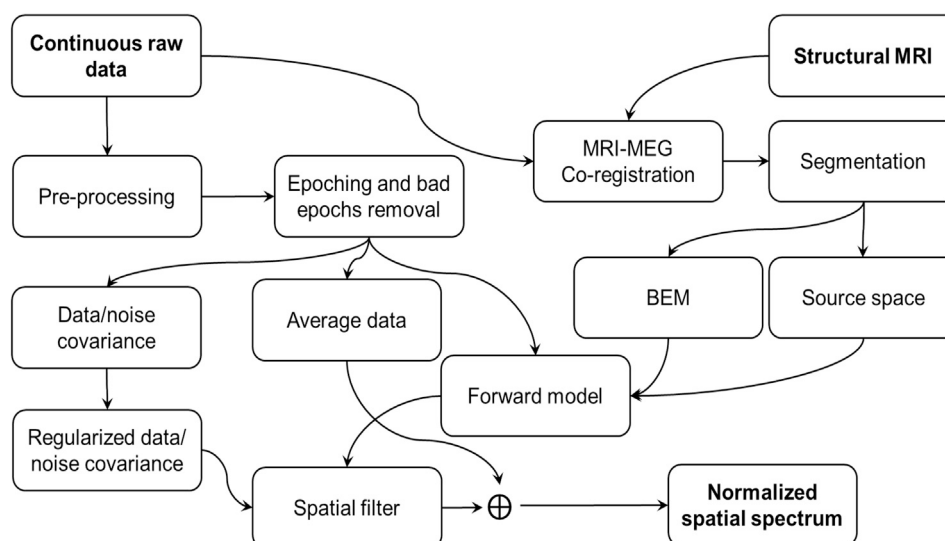 Continuous raw
data
Structural MRI
MRI-MEG
Co-registration
Segmentation
Pre-processing
Epoching and bad
epochs removal
BEM
Source space
Data/noise
covariance
Average data
Forward model
Regularized data/
noise covariance
Spatial filter
Normalized
spatial spectrum